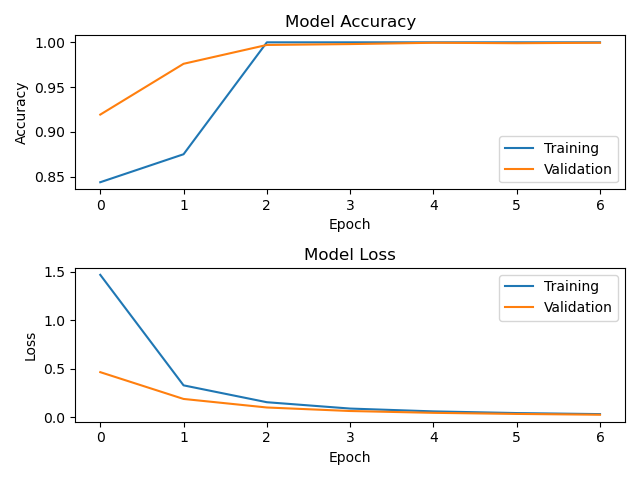 Model Accuracy
1.00
0.95
0.90
0.85
Accuracy
Training
Validation
0 1 2 3 4 5 6
Epoch
Model Loss
1.5
1.0
0.5
0.0
Loss
Training
Validation
0 1 2 3 4 5 6
Epoch